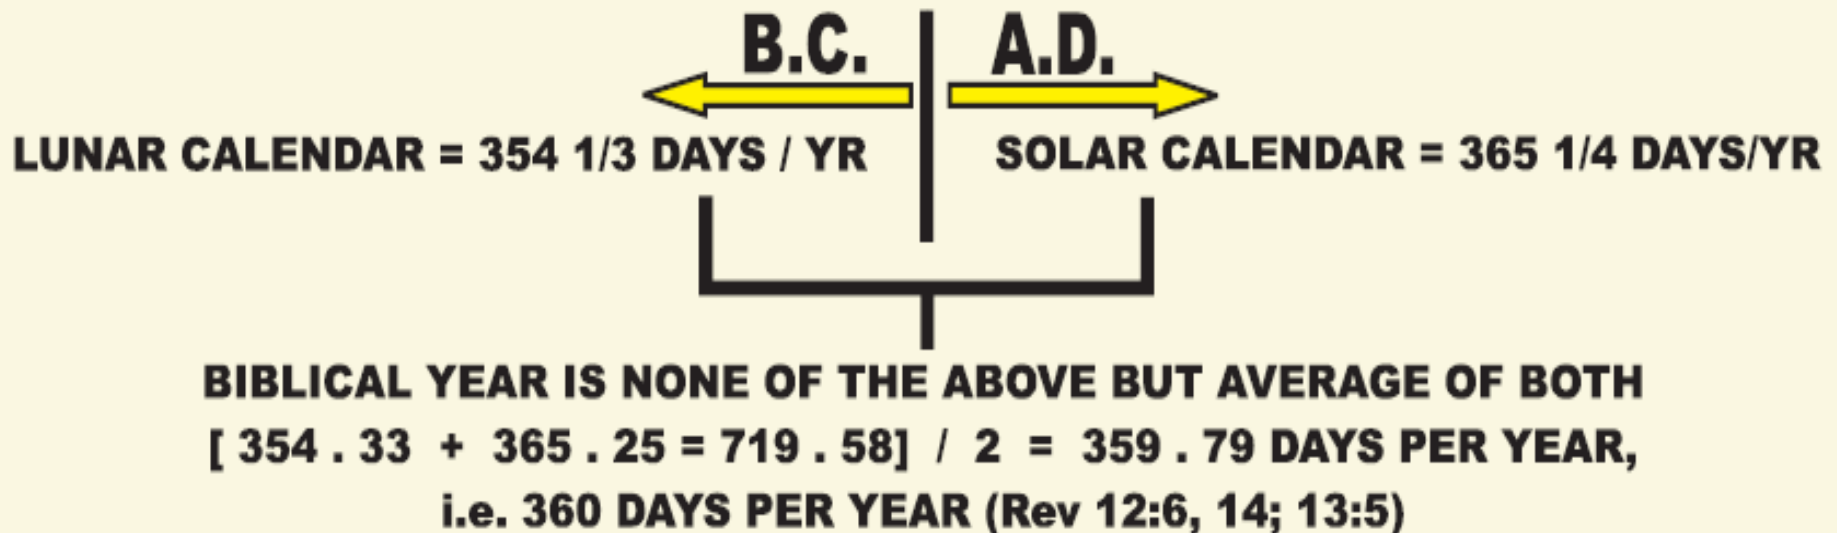 B.C. A.D.
LUNAR CALENDAR = 354 1/3 DAYS / YR SOLAR CALENDAR = 365 1/4 DAYS/YR
BIBLICAL YEAR IS NONE OF THE ABOVE BUT AVERAGE OF BOTH
[ 354 . 33 + 365 . 25 = 719 . 58] / 2 = 359 . 79 DAYS PER YEAR,
i.e. 360 DAYS PER YEAR (Rev 12:6, 14; 13:5)